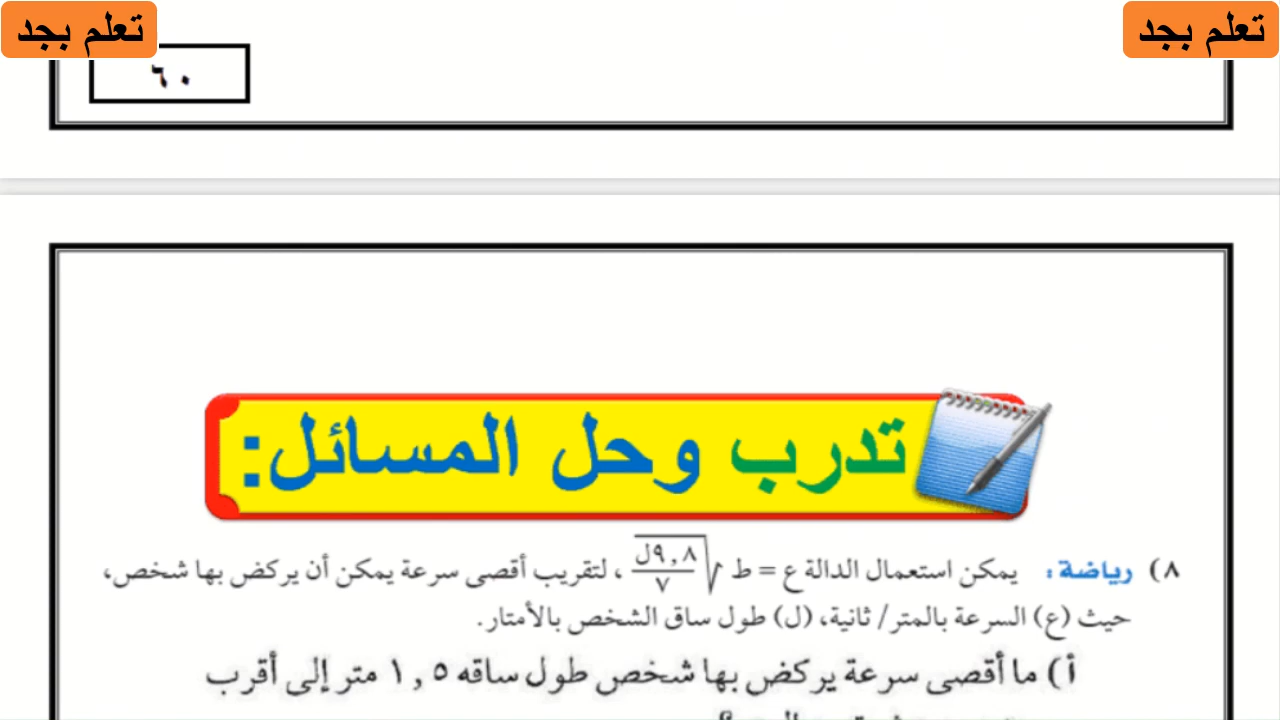 تعلم بجد
تعلم بجد
٦٠
تدرب وحل المسائل:
٨) رياضة: يمكن استعمال الدالة ع = ط √(٩,٨ل/٧)، لتقريب أقصى سرعة يمكن أن يركض بها شخص،
حيث (ع) السرعة بالمتر/ ثانية، (ل) طول ساق الشخص بالأمتار.
أ) ما أقصى سرعة يركض بها شخص طول ساقه ١,٥ متر إلى أقرب